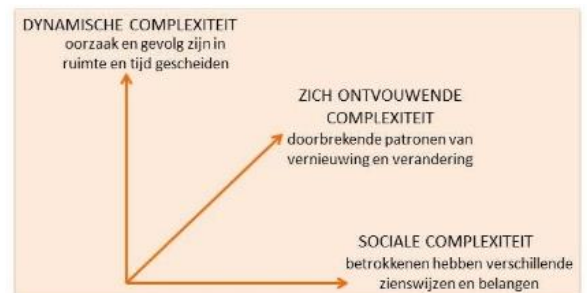 DYNAMISCHE COMPLEXITEIT
oorzaak en gevolg zijn in
ruimte en tijd gescheiden
ZICH ONTVOUWENDE
COMPLEXITEIT
doorbrekende patronen van
vernieuwing en verandering
SOCIALE COMPLEXITEIT
betrokkenen hebben verschillende
zienswijzen en belangen